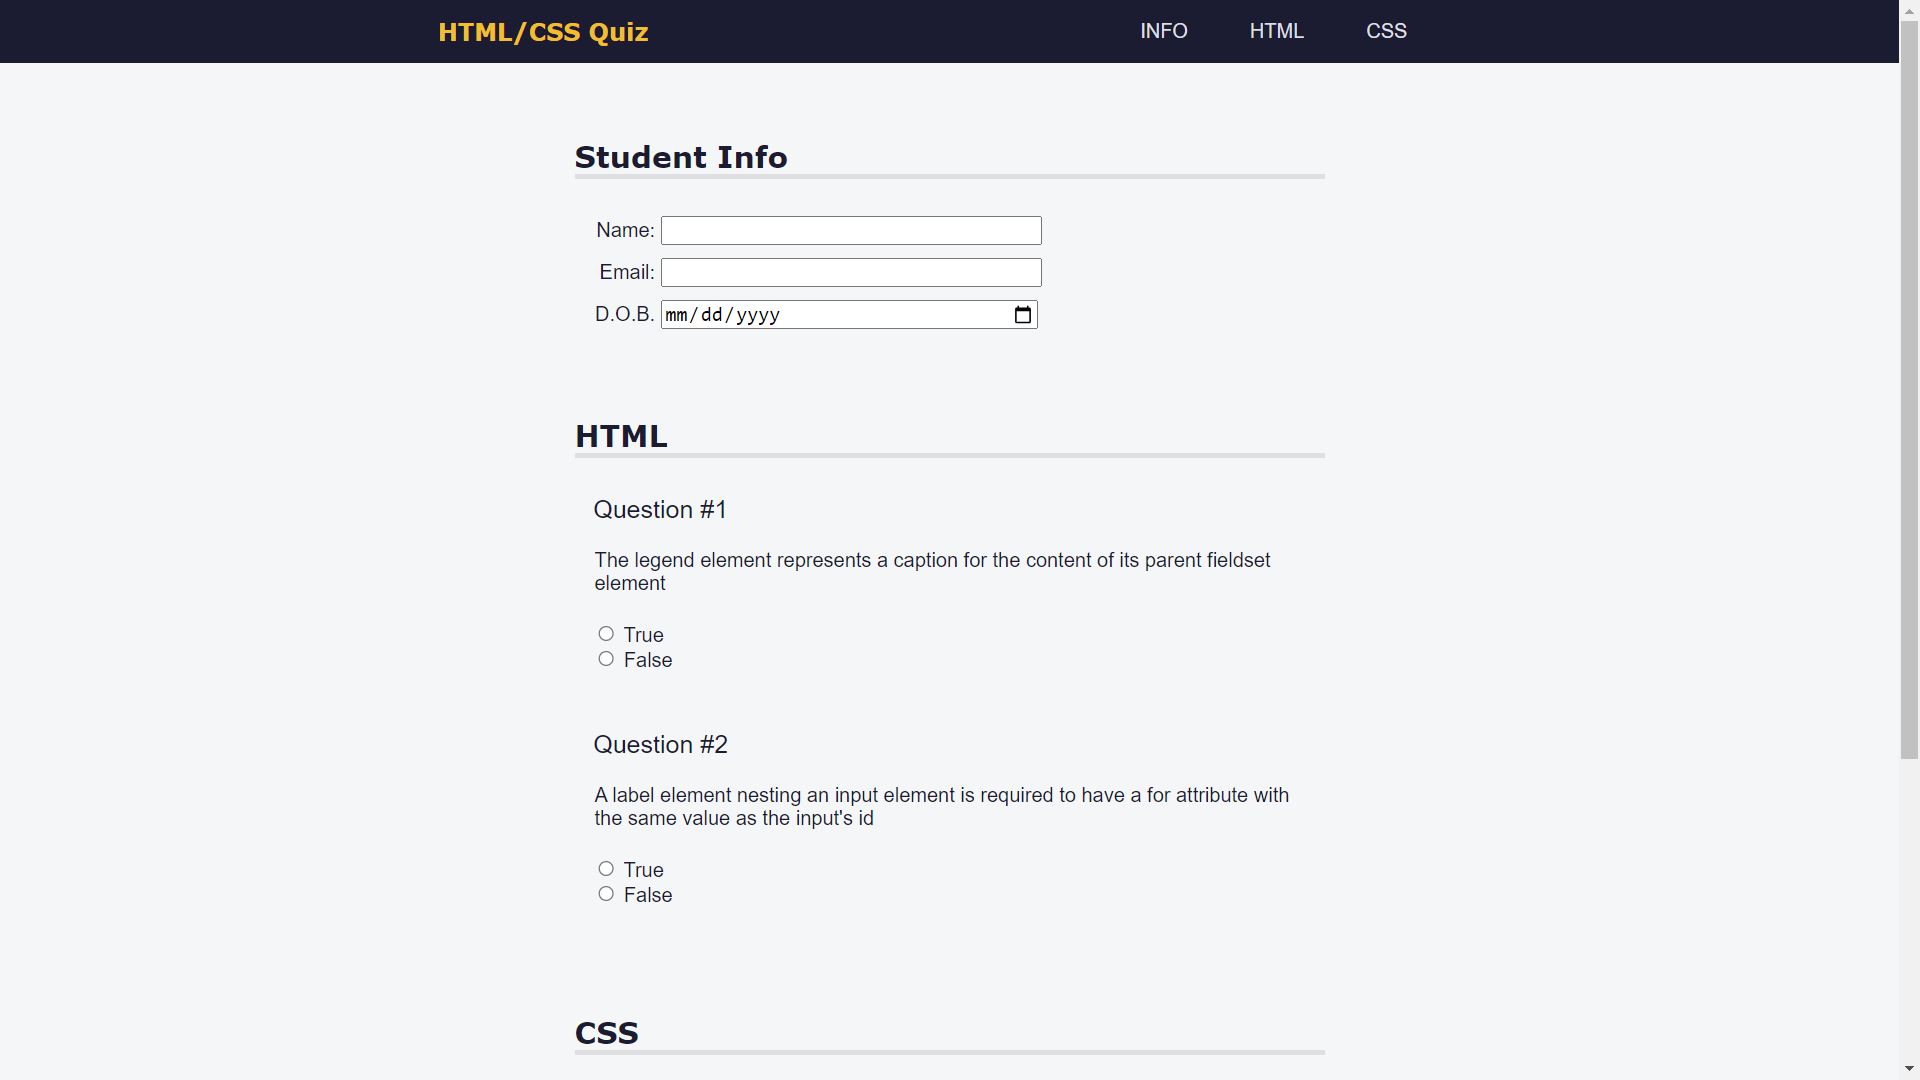 HTML/CSS Quiz
INFO HTML CSS
Student Info
Name:
Email:
D.O.B. mm/dd/yyyy
HTML
Question #1
The legend element represents a caption for the content of its parent fieldset
element
True
False
Question #2
A label element nesting an input element is required to have a for attribute with
the same value as the input's id
True
False
CSS